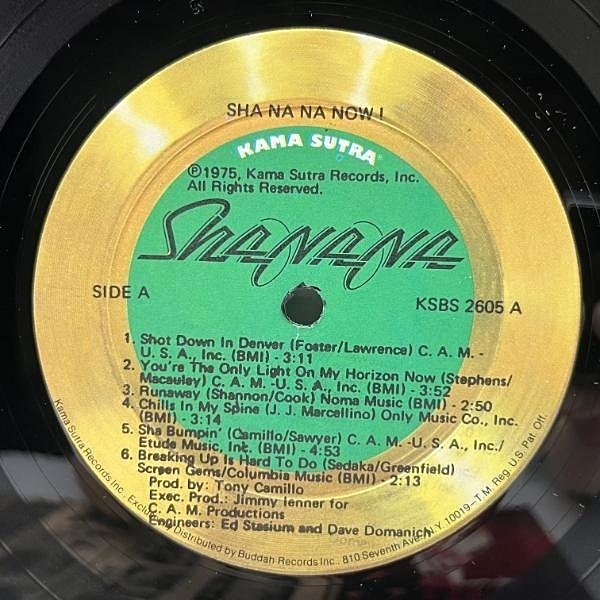 SHA NA NA NOW !
KAMA SUTRA
℗1975, Kama Sutra Records, Inc.
All Rights Reserved.
SHANANA
SIDE A
KSBS 2605 A
1. Shot Down In Denver (Foster/Lawrence) C. A. M. -
U. S. A., Inc. (BMI) - 3:11
2. You're The Only Light On My Horizon Now (Stephens/
Macauley) C. A. M. -U. S. A., Inc. (BMI) - 3:52
3. Runaway (Shannon/Cook) Noma Music (BMI) - 2:50
4. Chills In My Spine (J. J. Marcellino) Only Music Co., Inc.
(BMI) - 3:14
5. Sha Bumpin' (Camillo/Sawyer) C. A. M. -U. S. A., Inc./
Etude Music, Int. (BMI) - 4:53
6. Breaking Up Is Hard To Do (Sedaka/Greenfield)
Screen Gems/Columbia Music (BMI) - 2:13
Prod. by: Tony Camillo
Exec. Prod.: Jimmy Ienner for
C. A. M. Productions
Engineers: Ed Stasium and Dave Domanich
Kama Sutra Records Inc. Distributed by Buddah Records Inc., 810 Seventh Ave. N.Y. 10019-T.M. Reg. U.S. Pat. Off.